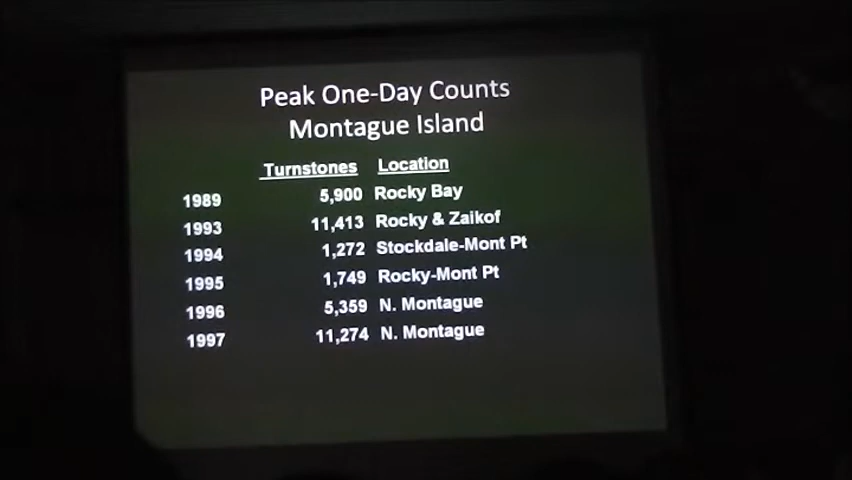 Peak One-Day Counts
Montague Island
Turnstones Location
1989 5,900 Rocky Bay
1993 11,413 Rocky & Zaikof
1994 1,272 Stockdale-Mont Pt
1995 1,749 Rocky-Mont Pt
1996 5,359 N. Montague
1997 11,274 N. Montague